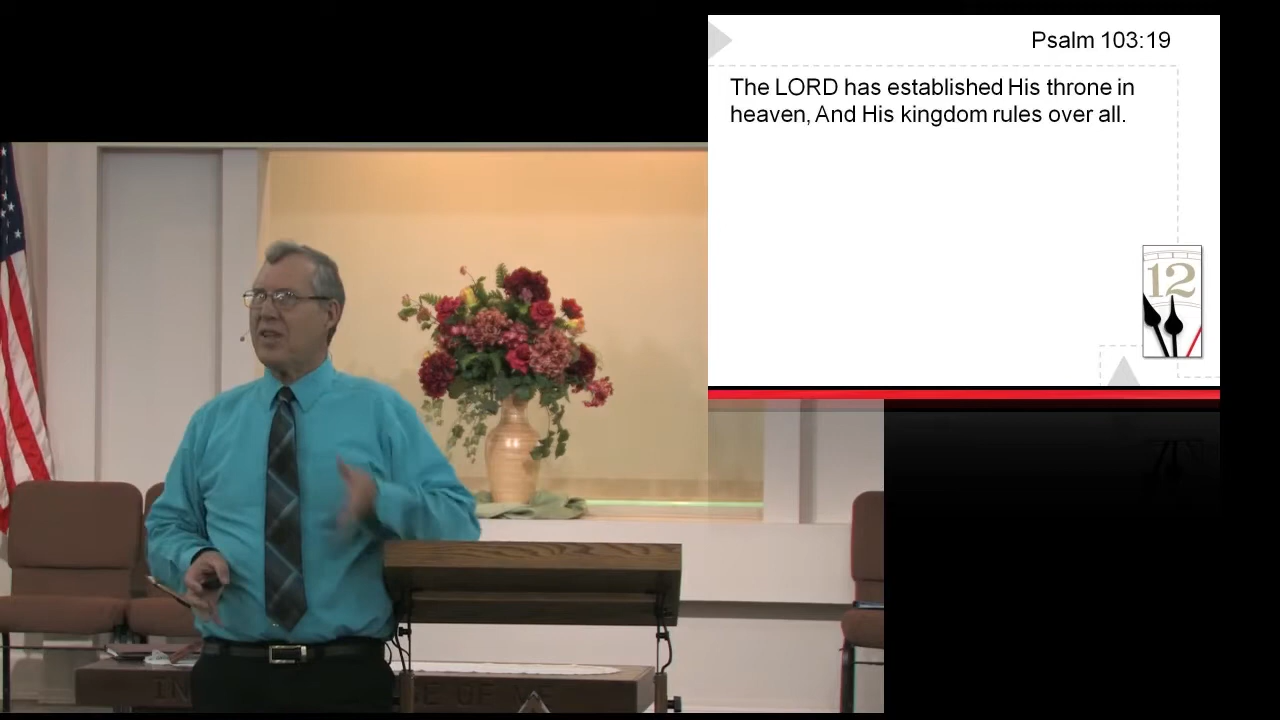 Psalm 103:19
The LORD has established His throne in
heaven, And His kingdom rules over all.
12